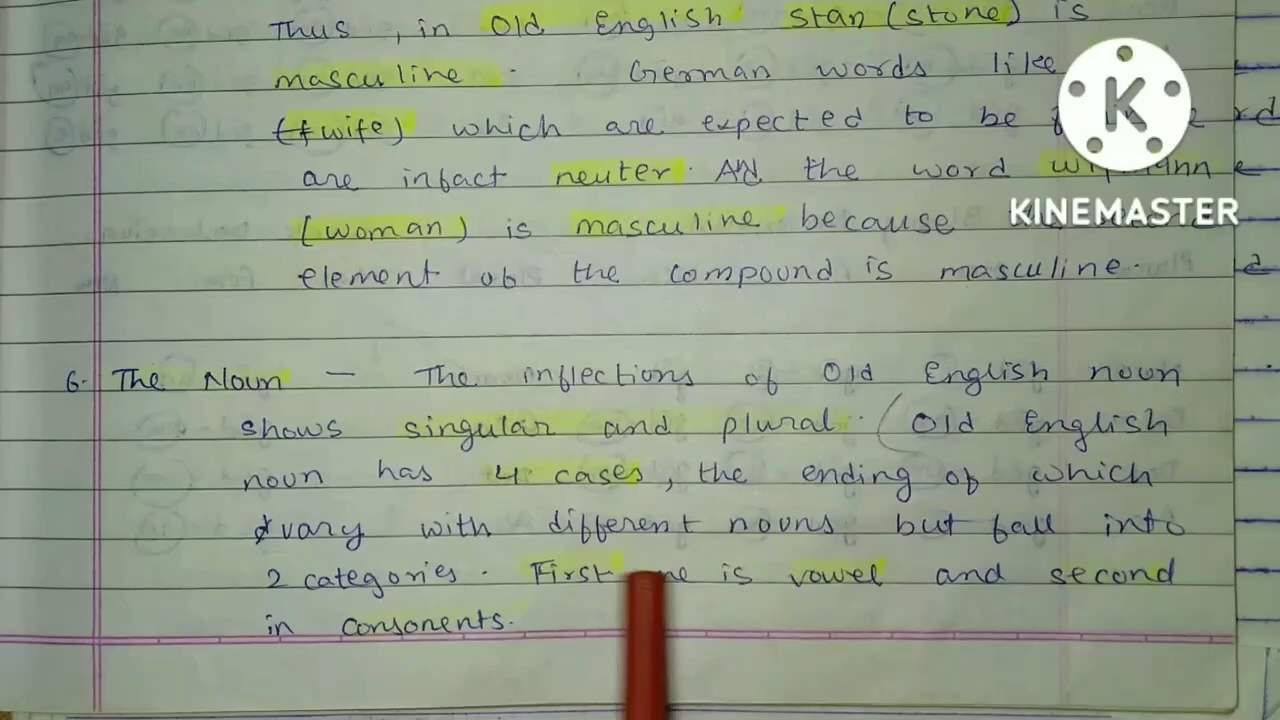 Thus, in Old English stan (stone) is
masculine. German words like
(wife) which are expected to be
are infact neuter. And the word
(woman) is masculine because
element of the compound is masculine.
6. The Noun — The inflections of Old English noun
shows singular and plural. (Old English
noun has 4 cases, the ending of which
vary with different nouns but fall into
2 categories. First is vowel and second
in consonents.
KINEMASTER